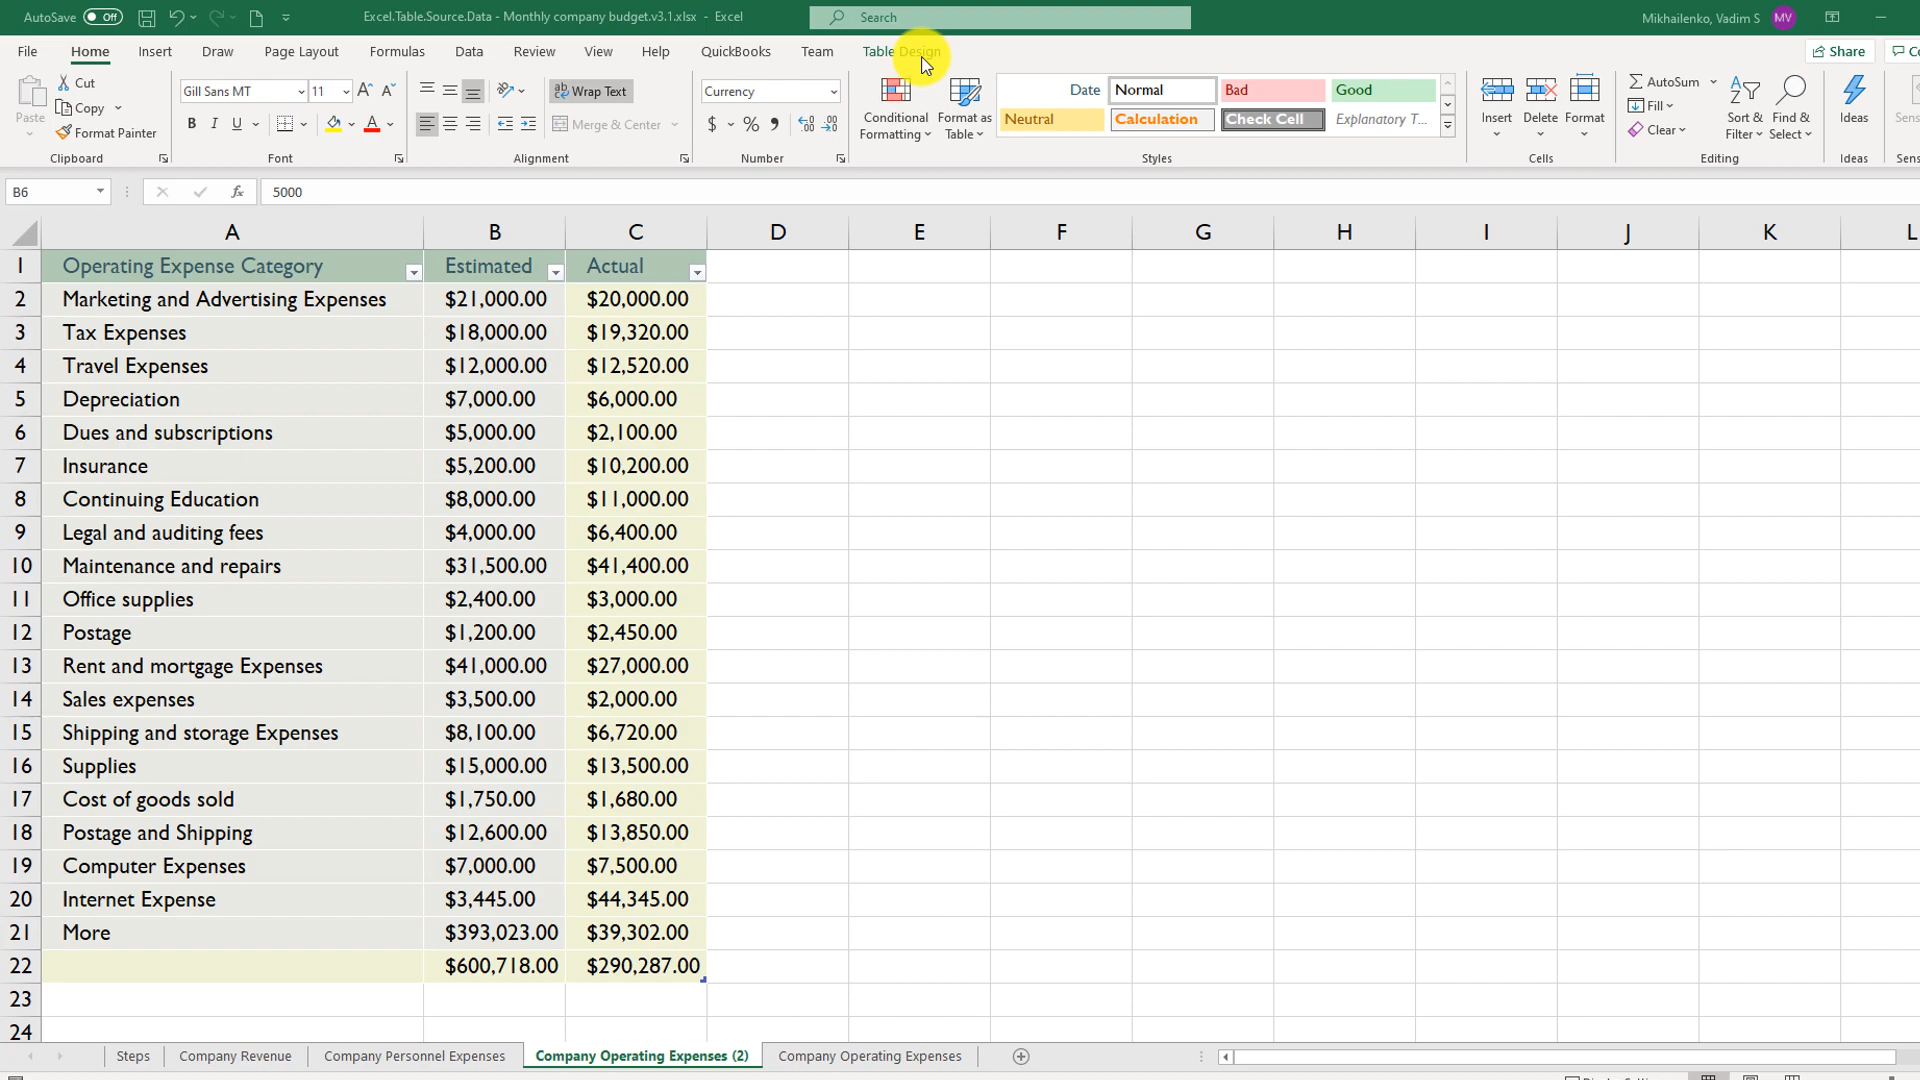 AutoSave Off Excel.Table.Source.Data - Monthly company budget.v3.1.xlsx - Excel Search Mikhailenko, Vadim S MV
File Home Insert Draw Page Layout Formulas Data Review View Help QuickBooks Team Table Design Share
Paste Cut Copy Format Painter Clipboard
Gill Sans MT 11 A A B I U A Font
ab Wrap Text Merge & Center Alignment
Currency $ % , Number
Conditional Formatting Format as Table
Date Normal Bad Good
Neutral Calculation Check Cell Explanatory T...
Styles
Insert Delete Format Cells
AutoSum Fill Clear Sort & Filter Find & Select Editing
Ideas Ideas
B6 fx 5000
A B C D E F G H I J K L
1 Operating Expense Category Estimated Actual
2 Marketing and Advertising Expenses $21,000.00 $20,000.00
3 Tax Expenses $18,000.00 $19,320.00
4 Travel Expenses $12,000.00 $12,520.00
5 Depreciation $7,000.00 $6,000.00
6 Dues and subscriptions $5,000.00 $2,100.00
7 Insurance $5,200.00 $10,200.00
8 Continuing Education $8,000.00 $11,000.00
9 Legal and auditing fees $4,000.00 $6,400.00
10 Maintenance and repairs $31,500.00 $41,400.00
11 Office supplies $2,400.00 $3,000.00
12 Postage $1,200.00 $2,450.00
13 Rent and mortgage Expenses $41,000.00 $27,000.00
14 Sales expenses $3,500.00 $2,000.00
15 Shipping and storage Expenses $8,100.00 $6,720.00
16 Supplies $15,000.00 $13,500.00
17 Cost of goods sold $1,750.00 $1,680.00
18 Postage and Shipping $12,600.00 $13,850.00
19 Computer Expenses $7,000.00 $7,500.00
20 Internet Expense $3,445.00 $44,345.00
21 More $393,023.00 $39,302.00
22 $600,718.00 $290,287.00
23
24
Steps Company Revenue Company Personnel Expenses Company Operating Expenses (2) Company Operating Expenses